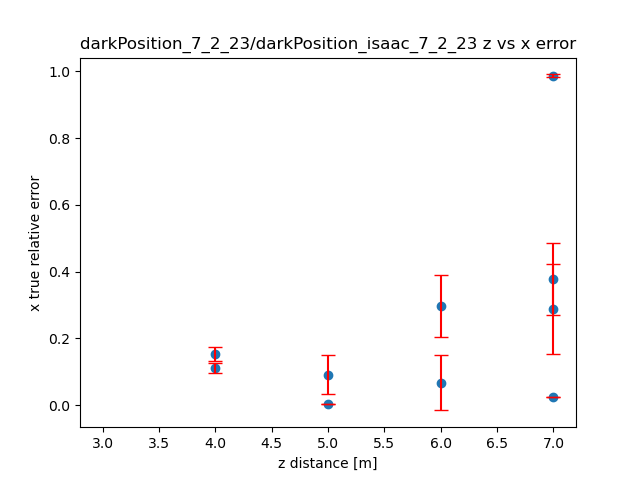 darkPosition_7_2_23/darkPosition_isaac_7_2_23 z vs x error
1.0
0.8
0.6
0.4
0.2
0.0
x true relative error
3.0 3.5 4.0 4.5 5.0 5.5 6.0 6.5 7.0
z distance [m]